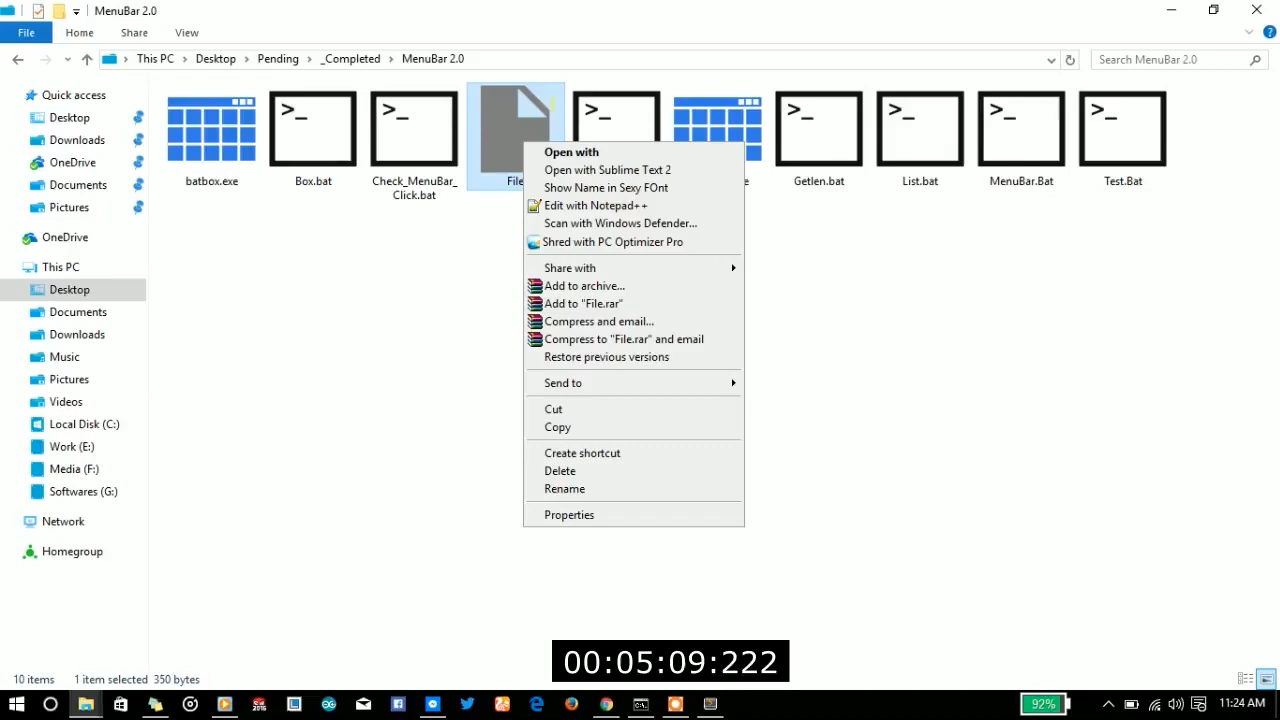 MenuBar 2.0
File
Home
Share
View
This PC
Desktop
Pending
_Completed
MenuBar 2.0
Search MenuBar 2.0
Quick access
Desktop
Downloads
OneDrive
Documents
Pictures
OneDrive
This PC
Desktop
Documents
Downloads
Music
Pictures
Videos
Local Disk (C:)
Work (E:)
Media (F:)
Softwares (G:)
Network
Homegroup
batbox.exe
Box.bat
Check_MenuBar_
Click.bat
File
Getlen.bat
List.bat
MenuBar.Bat
Test.Bat
Open with
Open with Sublime Text 2
Show Name in Sexy FOnt
Edit with Notepad++
Scan with Windows Defender...
Shred with PC Optimizer Pro
Share with
Add to archive...
Add to "File.rar"
Compress and email...
Compress to "File.rar" and email
Restore previous versions
Send to
Cut
Copy
Create shortcut
Delete
Rename
Properties
00:05:09:222
10 items
1 item selected 350 bytes
92%
11:24 AM